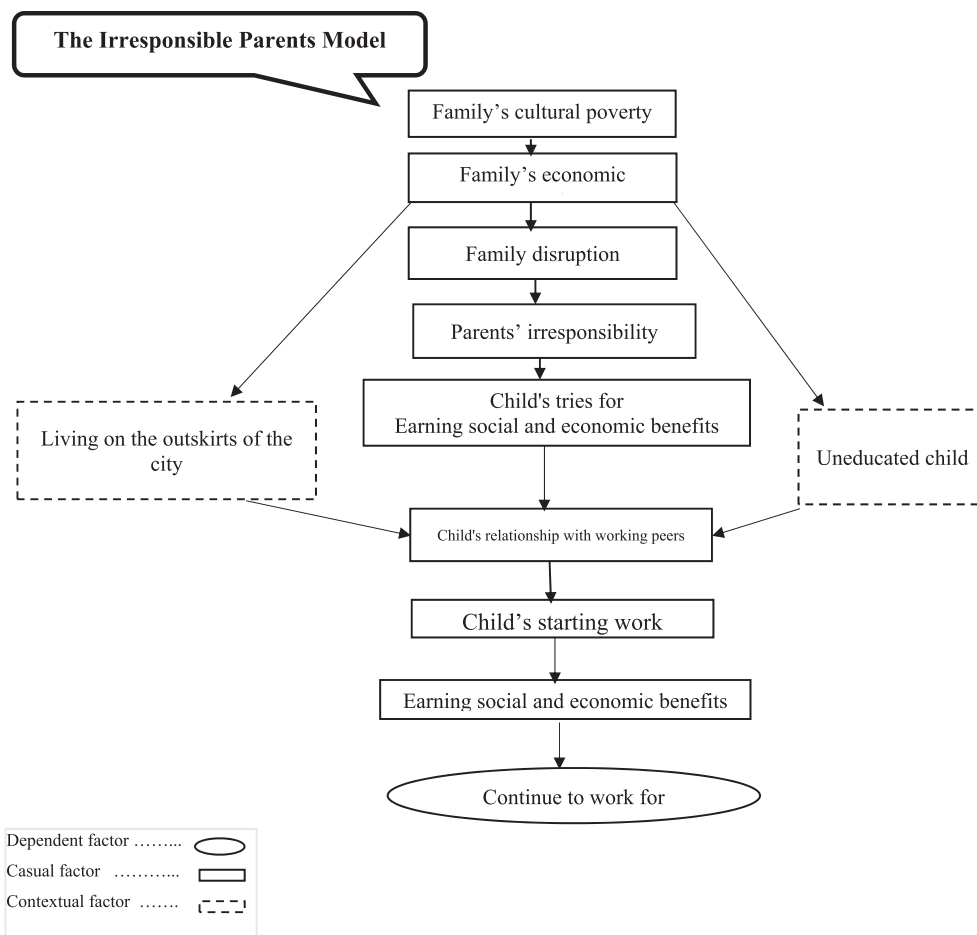 The Irresponsible Parents Model
Family’s cultural poverty
Family’s economic
Family disruption
Parents’ irresponsibility
Child's tries for
Earning social and economic benefits
Living on the outskirts of the
city
Uneducated child
Child's relationship with working peers
Child’s starting work
Earning social and economic benefits
Continue to work for
Dependent factor ……...
Casual factor ………...
Contextual factor …….